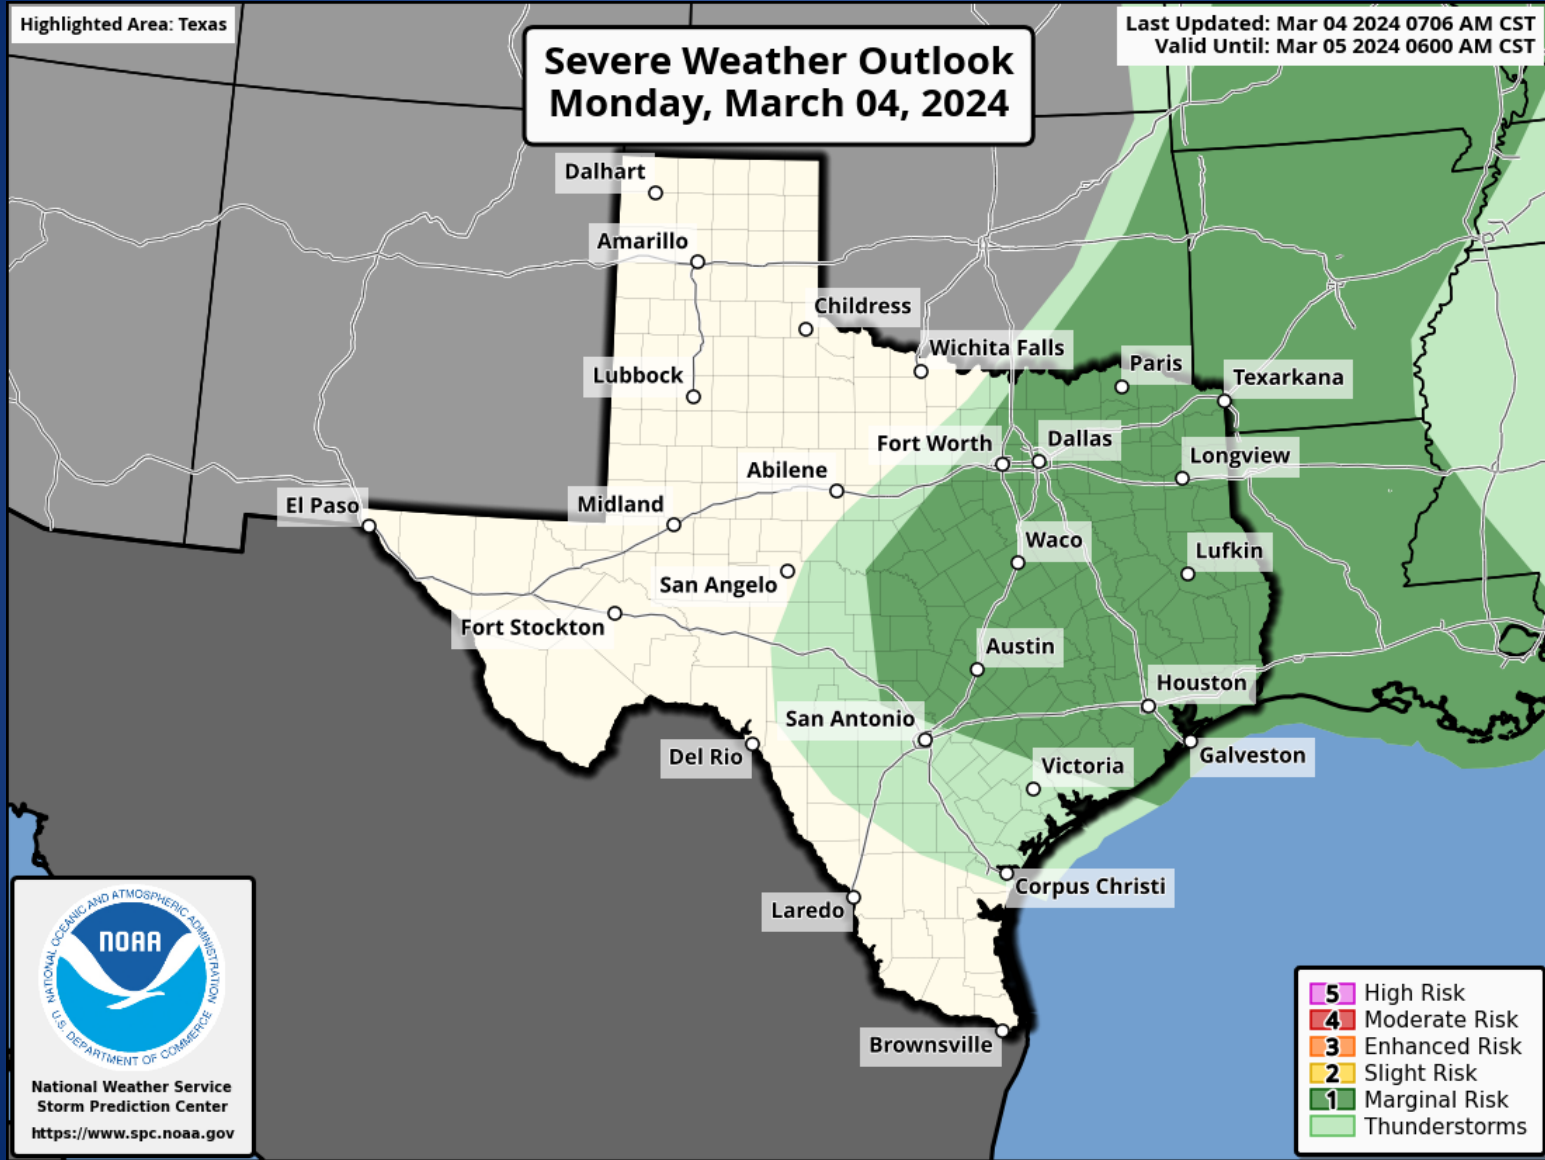 Highlighted Area: Texas
Last Updated: Mar 04 2024 0706 AM CST
Valid Until: Mar 05 2024 0600 AM CST
Severe Weather Outlook
Monday, March 04, 2024
Dalhart
Amarillo
Childress
Wichita Falls
Paris
Texarkana
Lubbock
Fort Worth
Dallas
Longview
Abilene
Midland
El Paso
Waco
Lufkin
San Angelo
Fort Stockton
Austin
Houston
San Antonio
Del Rio
Victoria
Galveston
Corpus Christi
Laredo
Brownsville
NATIONAL OCEANIC AND ATMOSPHERIC ADMINISTRATION
NOAA
U.S. DEPARTMENT OF COMMERCE
National Weather Service
Storm Prediction Center
https://www.spc.noaa.gov
5 High Risk
4 Moderate Risk
3 Enhanced Risk
2 Slight Risk
1 Marginal Risk
Thunderstorms